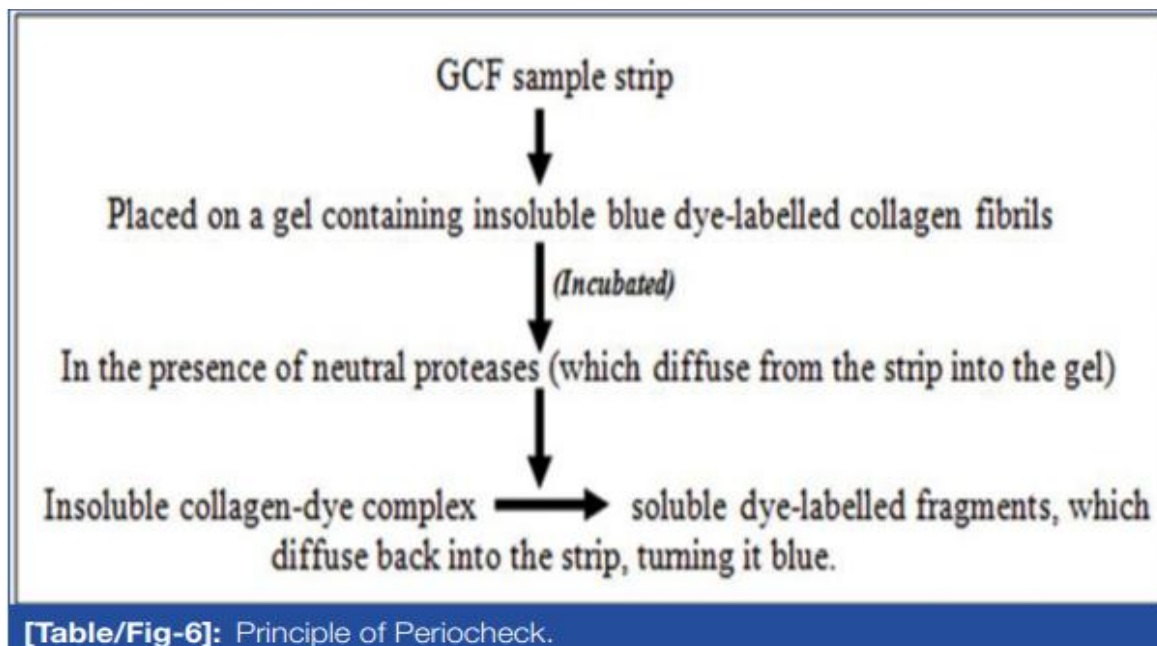 GCF sample strip
Placed on a gel containing insoluble blue dye-labelled collagen fibrils
(Incubated)
In the presence of neutral proteases (which diffuse from the strip into the gel)
Insoluble collagen-dye complex soluble dye-labelled fragments, which
diffuse back into the strip, turning it blue.
[Table/Fig-6]: Principle of Periocheck.